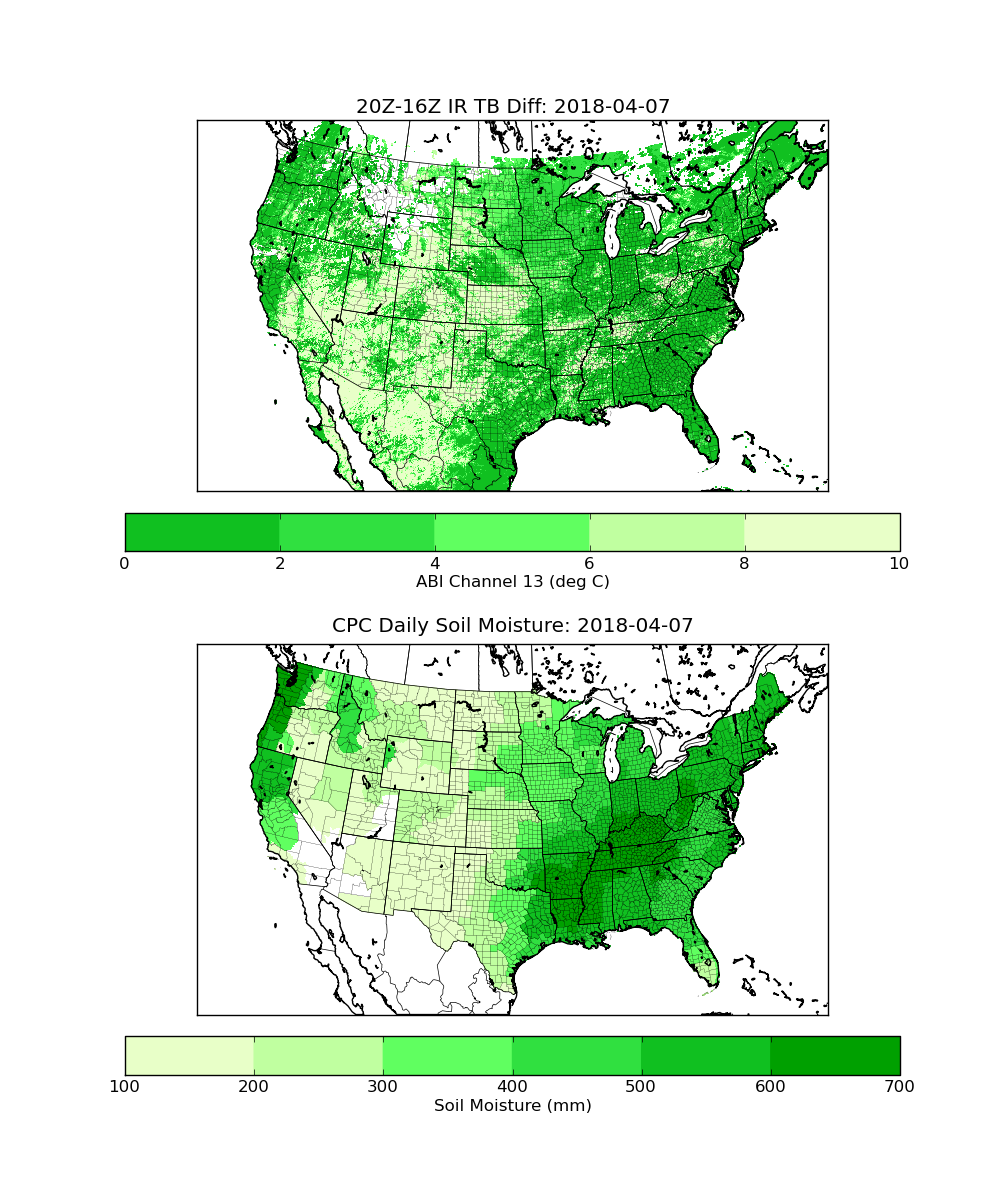 20Z-16Z IR TB Diff: 2018-04-07
0 2 4 6 8 10
ABI Channel 13 (deg C)
CPC Daily Soil Moisture: 2018-04-07
100 200 300 400 500 600 700
Soil Moisture (mm)